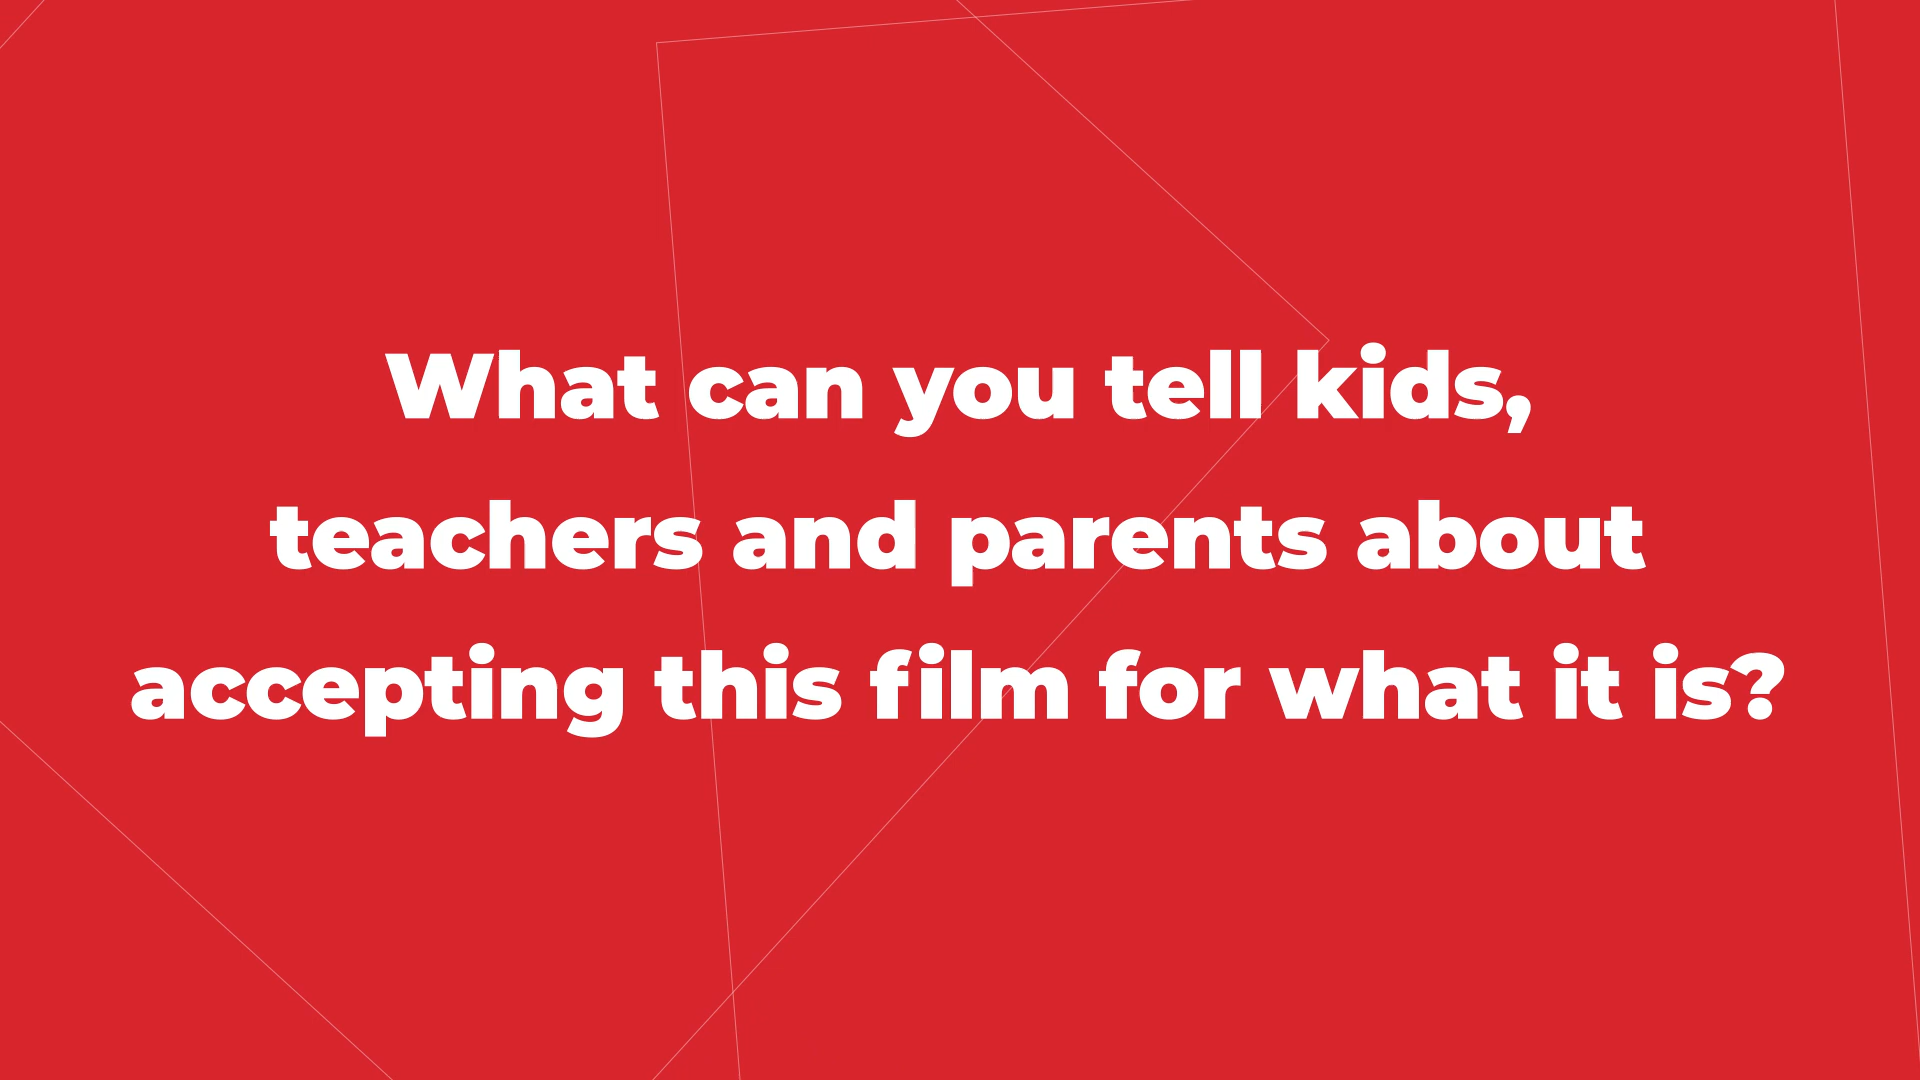 What can you tell kids,
teachers and parents about
accepting this film for what it is?